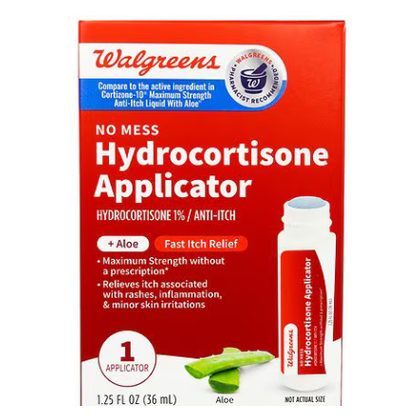 Walgreens
WALGREENS
PHARMACIST RECOMMENDED
W
Compare to the active ingredient in
Cortizone-10® Maximum Strength
Anti-Itch Liquid With Aloe
NO MESS
Hydrocortisone
Applicator
HYDROCORTISONE 1% / ANTI-ITCH
+ Aloe
Fast Itch Relief
• Maximum Strength without
a prescription*
• Relieves itch associated
with rashes, inflammation,
& minor skin irritations
1
APPLICATOR
1.25 FL OZ (36 mL)
Aloe
Walgreens
NO MESS
Hydrocortisone Applicator
NOT ACTUAL SIZE